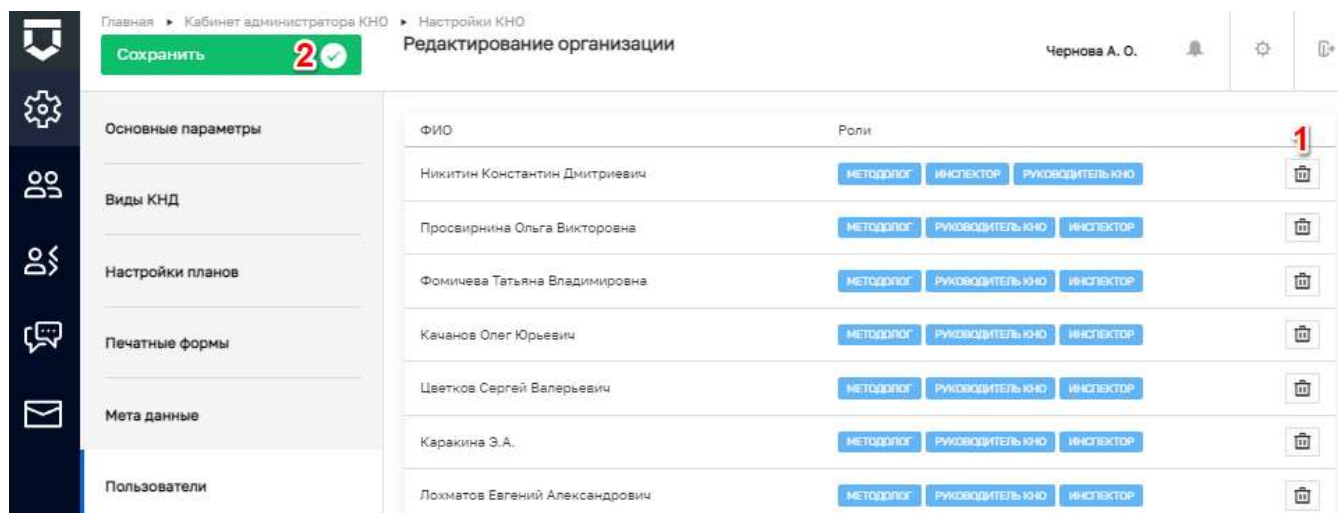 Главная ▸ Кабинет администратора КНО ▸ Настройки КНО
Сохранить 2
Редактирование организации
Чернова А. О.
Основные параметры
Виды КНД
Настройки планов
Печатные формы
Мета данные
Пользователи
ФИО Роли 1
Никитин Константин Дмитриевич МЕТОДОЛОГ ИНСПЕКТОР РУКОВОДИТЕЛЬ КНО
Просвирнина Ольга Викторовна МЕТОДОЛОГ РУКОВОДИТЕЛЬ КНО ИНСПЕКТОР
Фомичева Татьяна Владимировна МЕТОДОЛОГ РУКОВОДИТЕЛЬ КНО ИНСПЕКТОР
Качанов Олег Юрьевич МЕТОДОЛОГ РУКОВОДИТЕЛЬ КНО ИНСПЕКТОР
Цветков Сергей Валерьевич МЕТОДОЛОГ РУКОВОДИТЕЛЬ КНО ИНСПЕКТОР
Каракина Э.А. МЕТОДОЛОГ РУКОВОДИТЕЛЬ КНО ИНСПЕКТОР
Лохматов Евгений Александрович МЕТОДОЛОГ РУКОВОДИТЕЛЬ КНО ИНСПЕКТОР